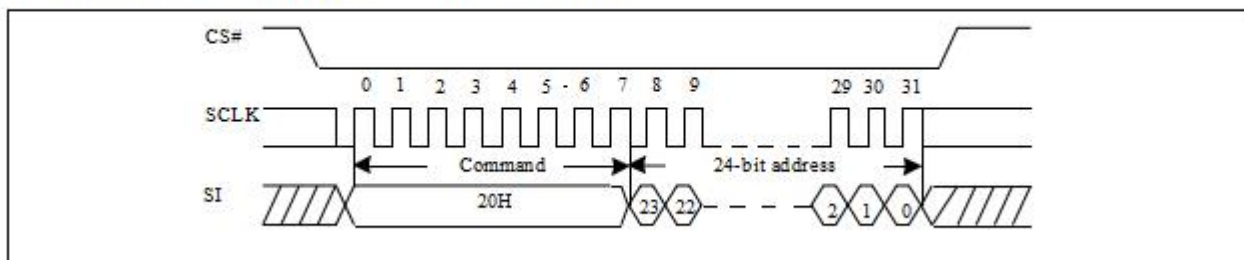 CS#
0 1 2 3 4 5 - 6 7 8 9 29 30 31
SCLK
Command 24-bit address
SI 20H 23 22 2 1 0